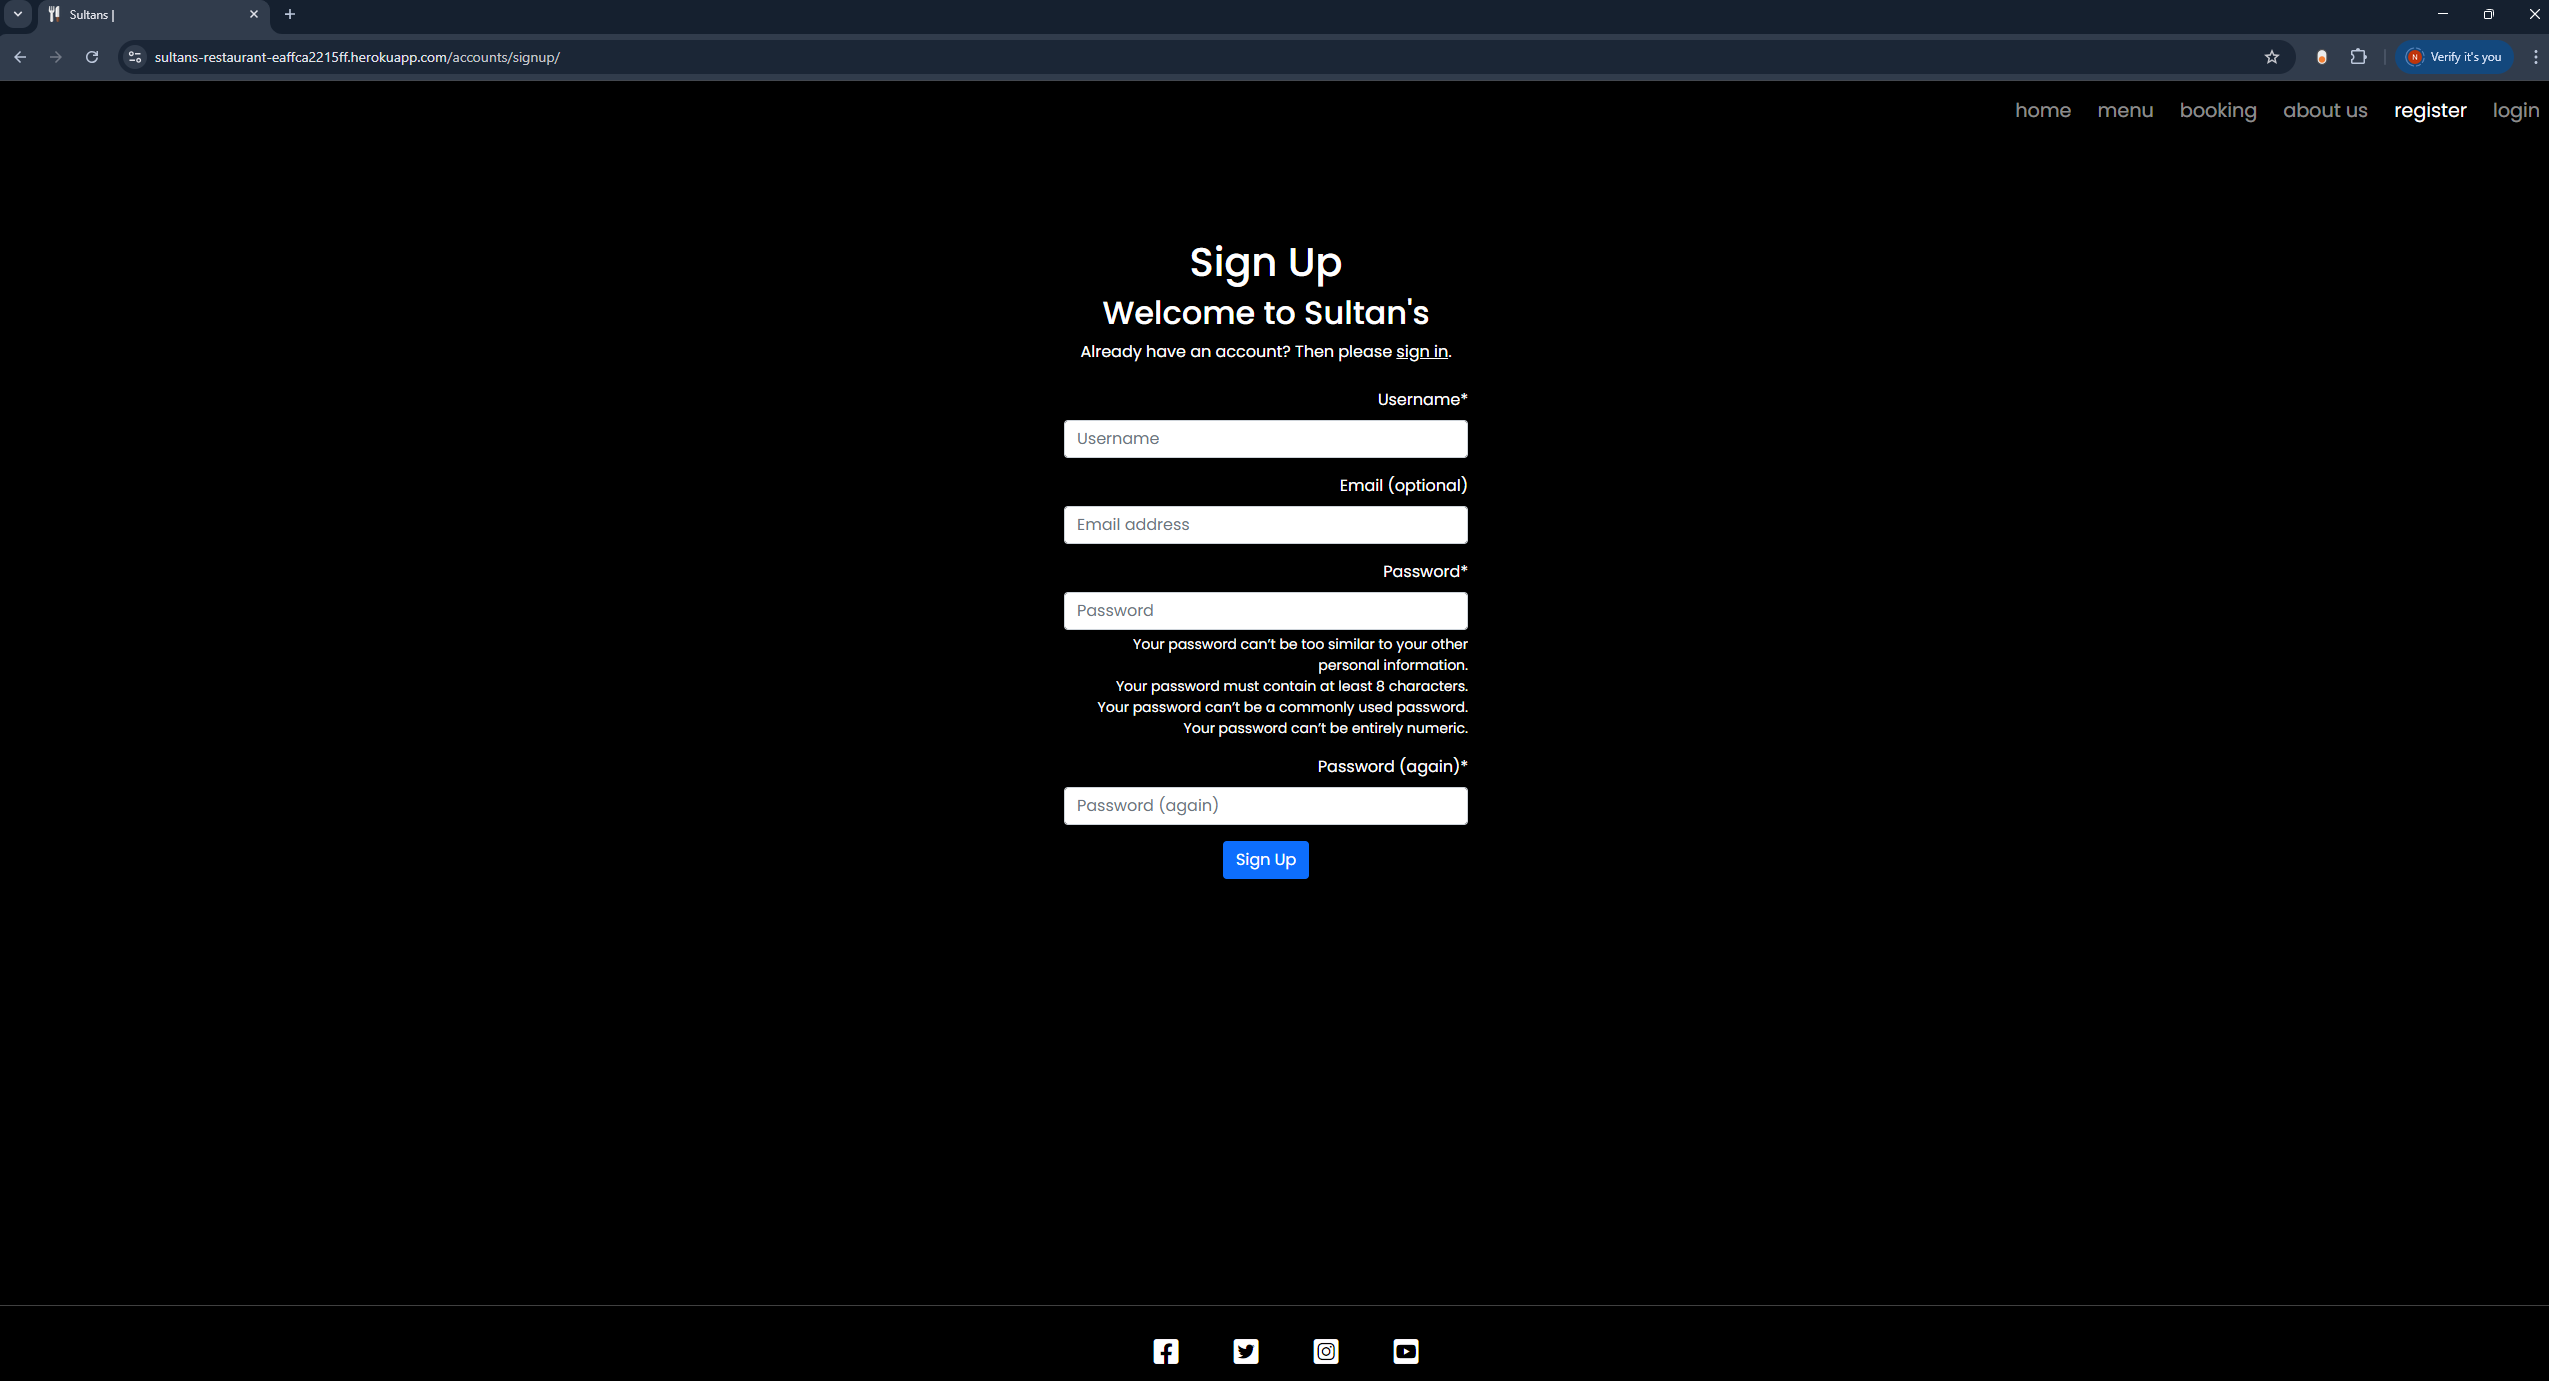 Sultans |
sultans-restaurant-eaffca2215ff.herokuapp.com/accounts/signup/
N
Verify it's you
home menu booking about us register login
Sign Up
Welcome to Sultan's
Already have an account? Then please sign in.
Username*
Username
Email (optional)
Email address
Password*
Password
Your password can’t be too similar to your other
personal information.
Your password must contain at least 8 characters.
Your password can’t be a commonly used password.
Your password can’t be entirely numeric.
Password (again)*
Password (again)
Sign Up